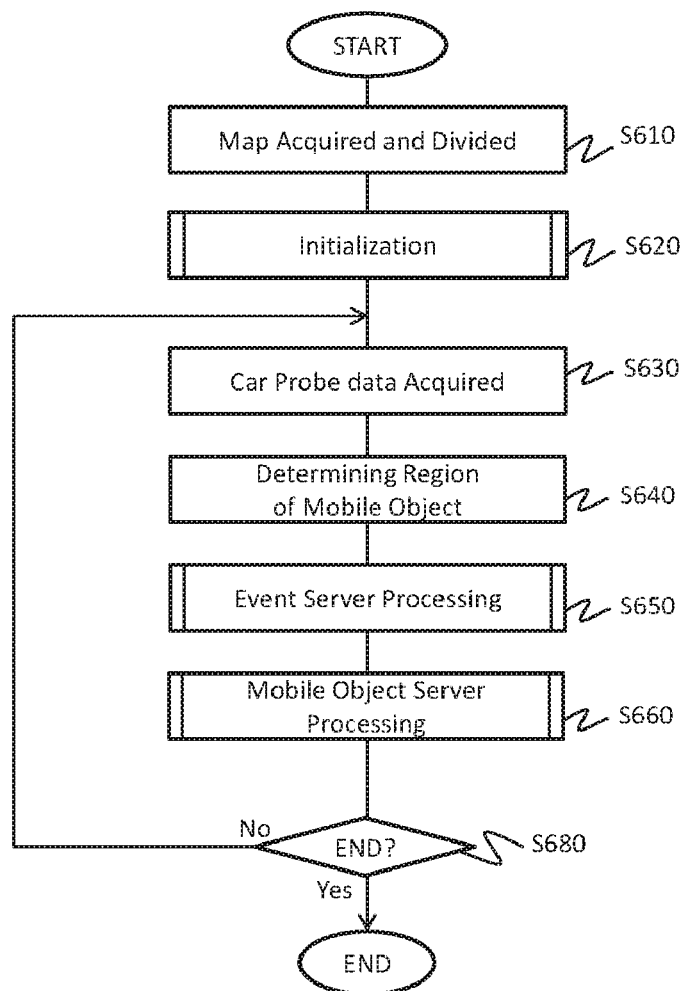 START
Map Acquired and Divided
S610
Initialization
S620
Car Probe data Acquired
S630
Determining Region
of Mobile Object
S640
Event Server Processing
S650
Mobile Object Server
Processing
S660
No
END?
S680
Yes
END